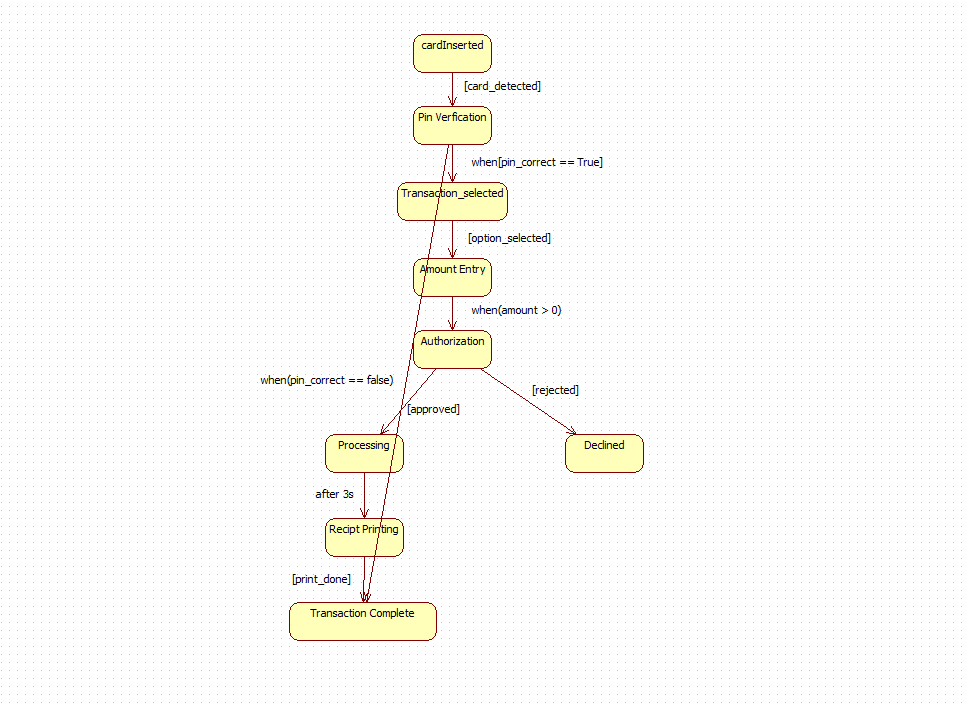 cardInserted
[card_detected]
Pin Verfication
when[pin_correct == True]
Transaction_selected
[option_selected]
Amount Entry
when(amount > 0)
Authorization
when(pin_correct == false)
[rejected]
[approved]
Processing
Declined
after 3s
Recipt Printing
[print_done]
Transaction Complete